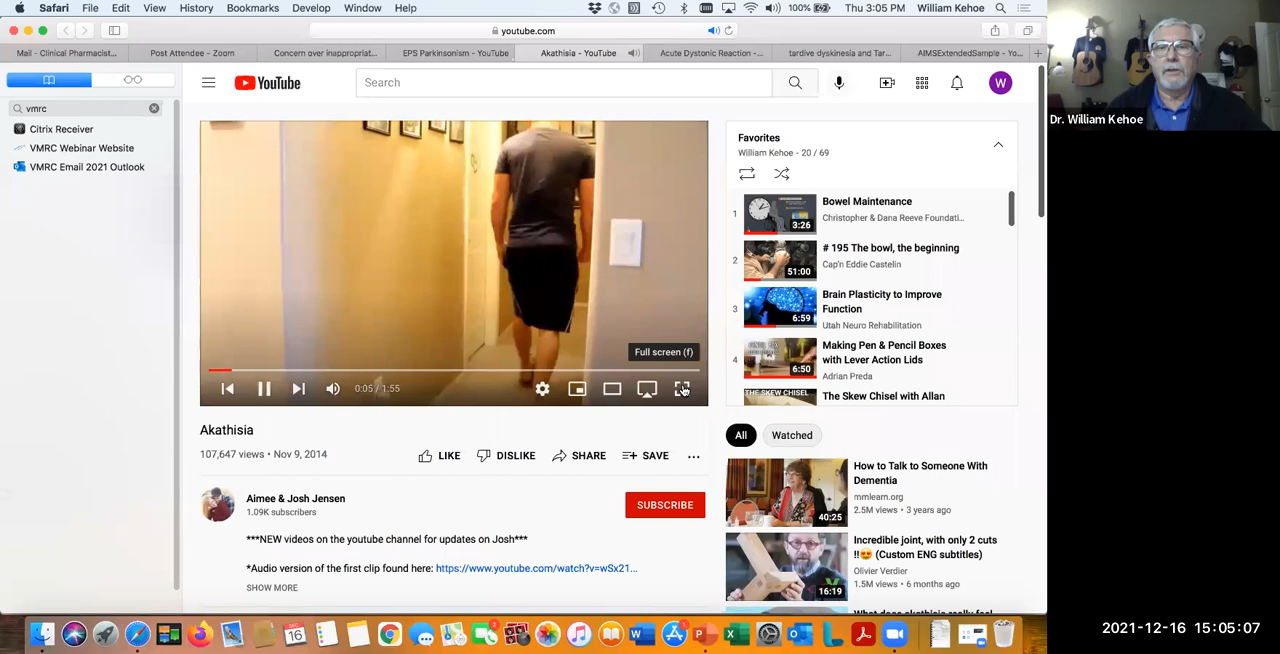 Safari File Edit View History Bookmarks Develop Window Help 100% Thu 3:05 PM William Kehoe
youtube.com
Mail - Clinical Pharmacist... Post Attendee - Zoom Concern over inappropriat... EPS Parkinsonism - YouTube Akathisia - YouTube Acute Dystonic Reaction -... tardive dyskinesia and Tar... AIMSExtendedSample - Yo...
vmrc
Citrix Receiver
VMRC Webinar Website
VMRC Email 2021 Outlook
YouTube
Search
W
Full screen (f)
0:05 / 1:55
Akathisia
107,647 views • Nov 9, 2014
LIKE DISLIKE SHARE SAVE ...
Aimee & Josh Jensen
1.09K subscribers
SUBSCRIBE
***NEW videos on the youtube channel for updates on Josh***
*Audio version of the first clip found here: https://www.youtube.com/watch?v=wSx21...
SHOW MORE
Favorites
William Kehoe - 20 / 69
1
3:26
Bowel Maintenance
Christopher & Dana Reeve Foundati...
2
51:00
# 195 The bowl, the beginning
Cap'n Eddie Castelin
3
6:59
Brain Plasticity to Improve
Function
Utah Neuro Rehabilitation
4
6:50
Making Pen & Pencil Boxes
with Lever Action Lids
Adrian Preda
THE SKEW CHISEL
The Skew Chisel with Allan
All Watched
40:25
How to Talk to Someone With
Dementia
mmlearn.org
2.5M views • 3 years ago
16:19
Incredible joint, with only 2 cuts
‼️😍 (Custom ENG subtitles)
Olivier Verdier
1.5M views • 6 months ago
What does akathisia really feel
Dr. William Kehoe
DEC
16
2021-12-16 15:05:07